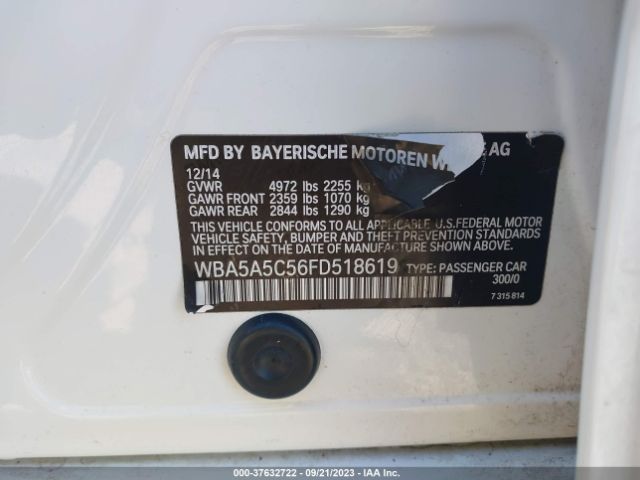 MFD BY BAYERISCHE MOTOREN W AG
12/14
GVWR 4972 lbs 2255 kg
GAWR FRONT 2359 lbs 1070 kg
GAWR REAR 2844 lbs 1290 kg
THIS VEHICLE CONFORMS TO ALL APPLICABLE U.S.FEDERAL MOTOR
VEHICLE SAFETY, BUMPER, AND THEFT PREVENTION STANDARDS IN
EFFECT ON THE DATE OF MANUFACTURE SHOWN ABOVE.
WBA5A5C56FD518619 TYPE: PASSENGER CAR
300/0
7 315 814
000-37632722 - 09/21/2023 - IAA Inc.